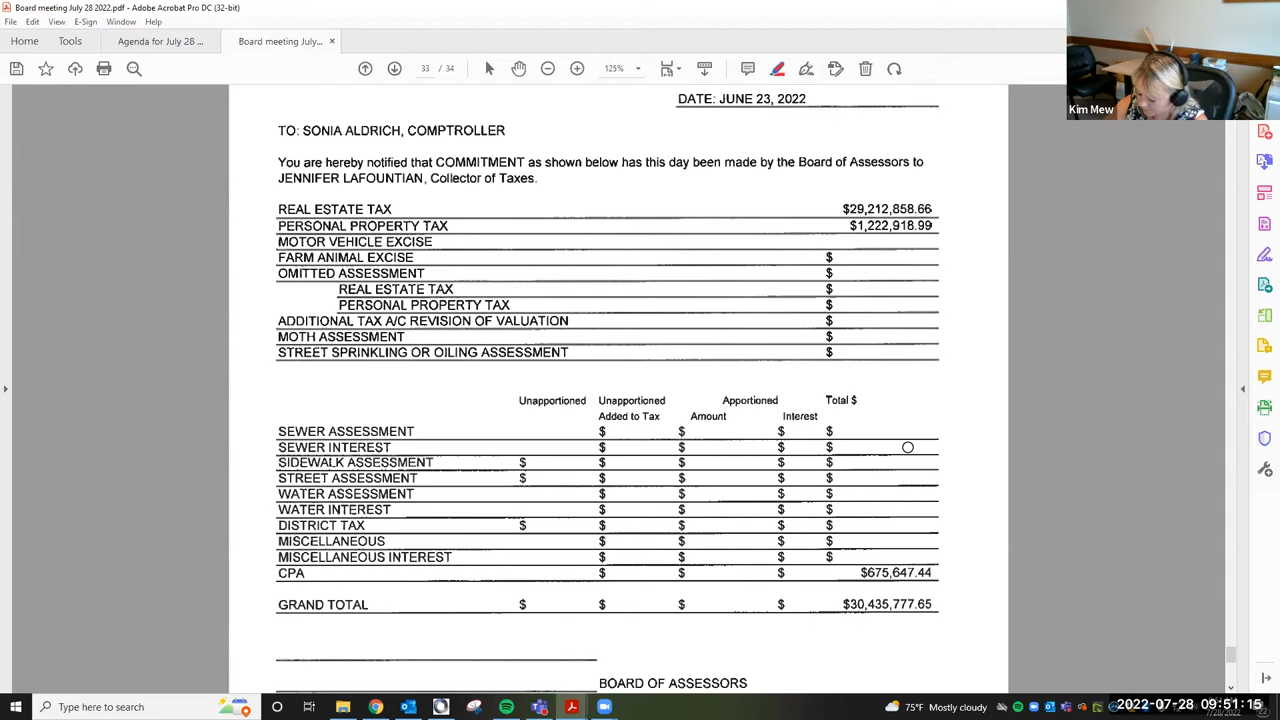 Board meeting July 28 2022.pdf - Adobe Acrobat Pro DC (32-bit)
File Edit View E-Sign Window Help
Home Tools Agenda for July 28 ... Board meeting July... ×
33 / 34 125%
Kim Mew
DATE: JUNE 23, 2022
TO: SONIA ALDRICH, COMPTROLLER
You are hereby notified that COMMITMENT as shown below has this day been made by the Board of Assessors to
JENNIFER LAFOUNTIAN, Collector of Taxes.
REAL ESTATE TAX $29,212,858.66
PERSONAL PROPERTY TAX $1,222,918.99
MOTOR VEHICLE EXCISE
FARM ANIMAL EXCISE $
OMITTED ASSESSMENT $
REAL ESTATE TAX $
PERSONAL PROPERTY TAX $
ADDITIONAL TAX A/C REVISION OF VALUATION $
MOTH ASSESSMENT $
STREET SPRINKLING OR OILING ASSESSMENT $
Unapportioned Unapportioned Apportioned Total $
Added to Tax Amount Interest
SEWER ASSESSMENT $ $ $ $
SEWER INTEREST $ $ $ $
SIDEWALK ASSESSMENT $ $ $ $ $
STREET ASSESSMENT $ $ $ $ $
WATER ASSESSMENT $ $ $ $
WATER INTEREST $ $ $ $
DISTRICT TAX $ $ $ $ $
MISCELLANEOUS $ $ $ $
MISCELLANEOUS INTEREST $ $ $ $
CPA $ $ $ $675,647.44
GRAND TOTAL $ $ $ $ $30,435,777.65
BOARD OF ASSESSORS
Type here to search
75°F Mostly cloudy
2022-07-28 09:51:15